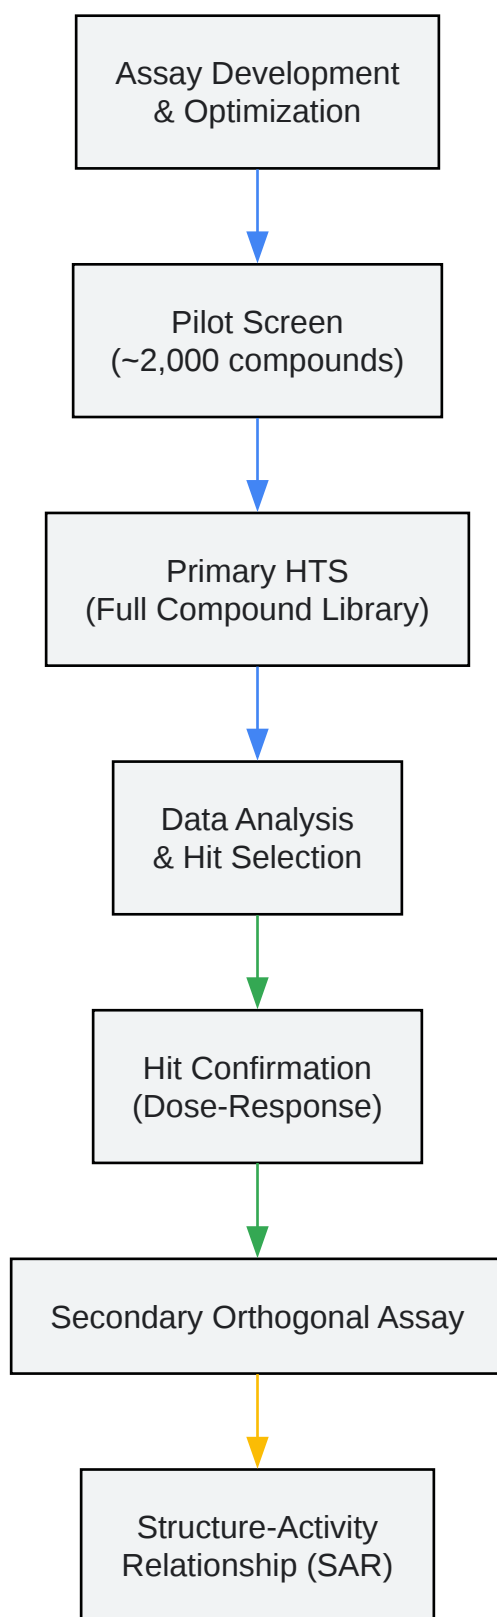 Assay Development
& Optimization
Pilot Screen
(~2,000 compounds)
Primary HTS
(Full Compound Library)
Data Analysis
& Hit Selection
Hit Confirmation
(Dose-Response)
Secondary Orthogonal Assay
Structure-Activity
Relationship (SAR)